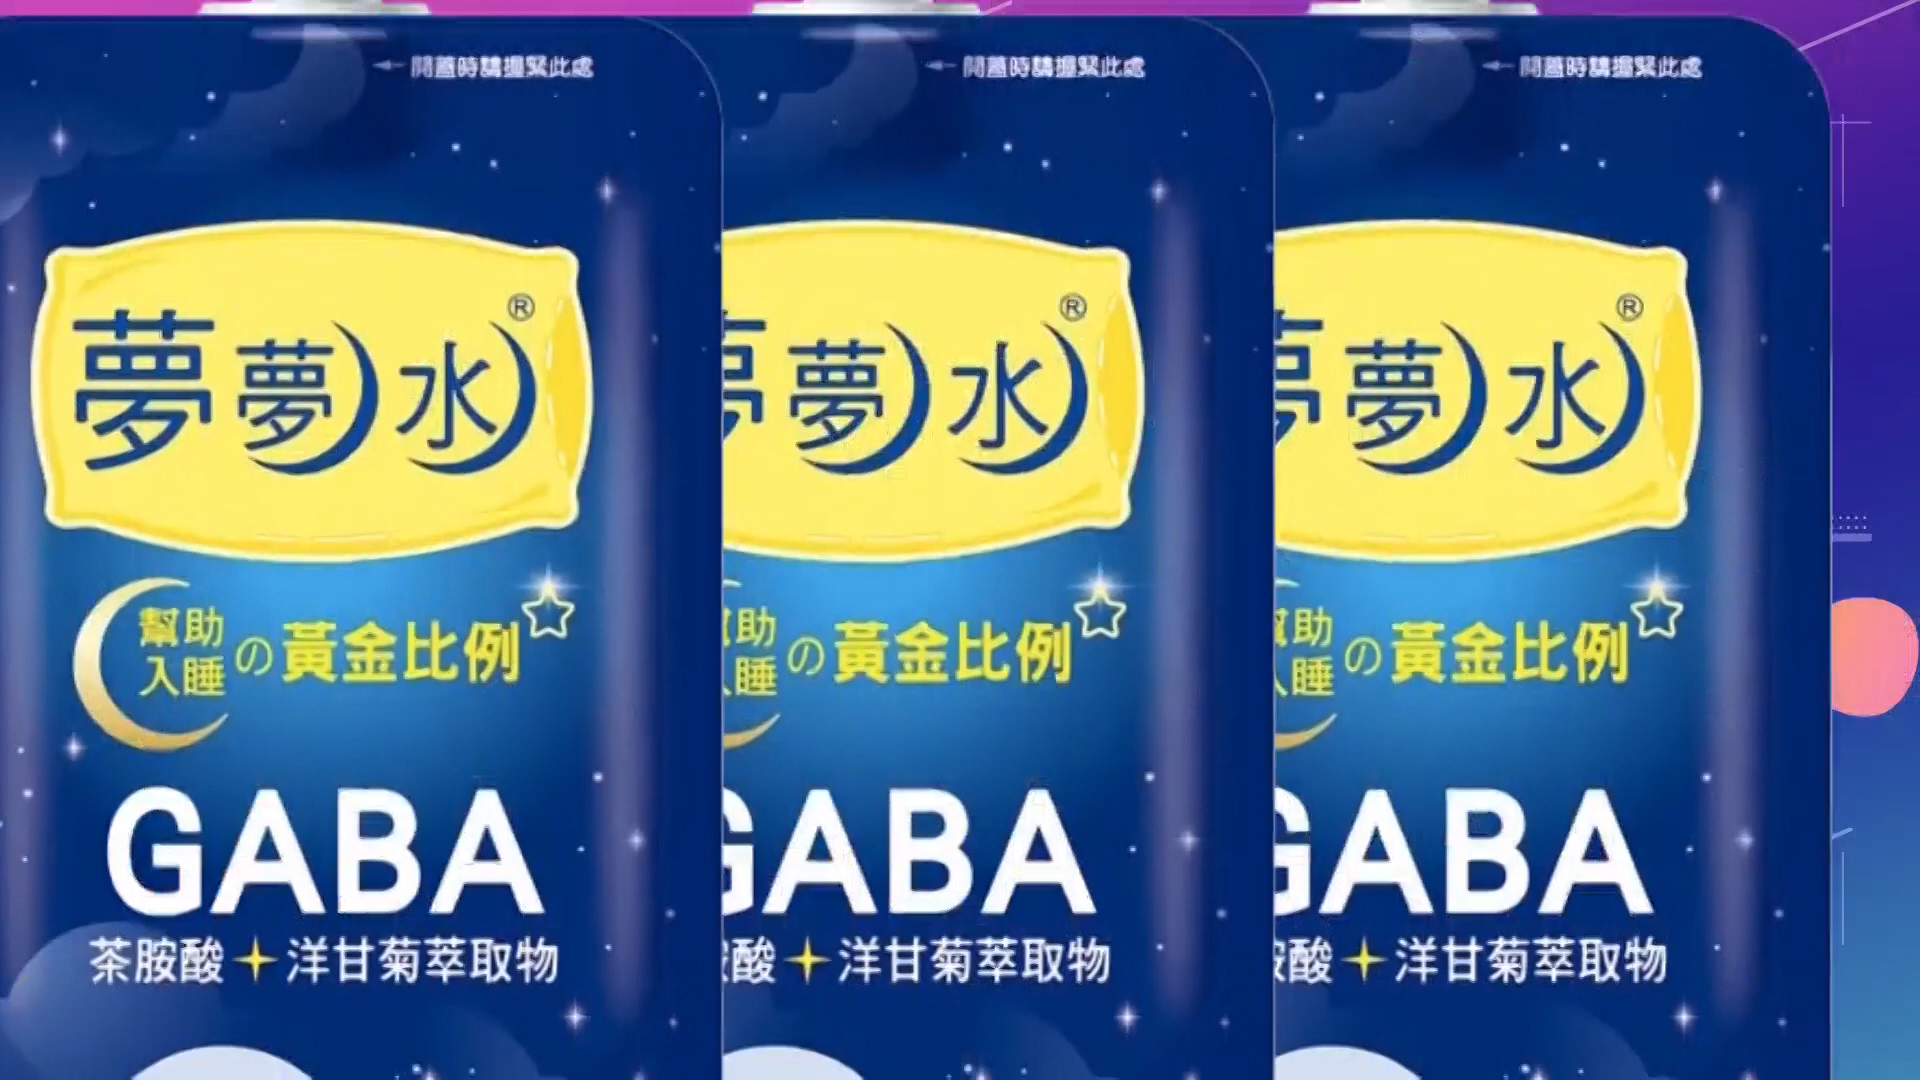 開蓋時請握緊此處
夢夢水®
幫助
入睡
の黃金比例
GABA
茶胺酸 洋甘菊萃取物
開蓋時請握緊此處
夢夢水®
助
睡
の黃金比例
GABA
酸 洋甘菊萃取物
開蓋時請握緊此處
夢夢水®
助
睡
の黃金比例
GABA
酸 洋甘菊萃取物